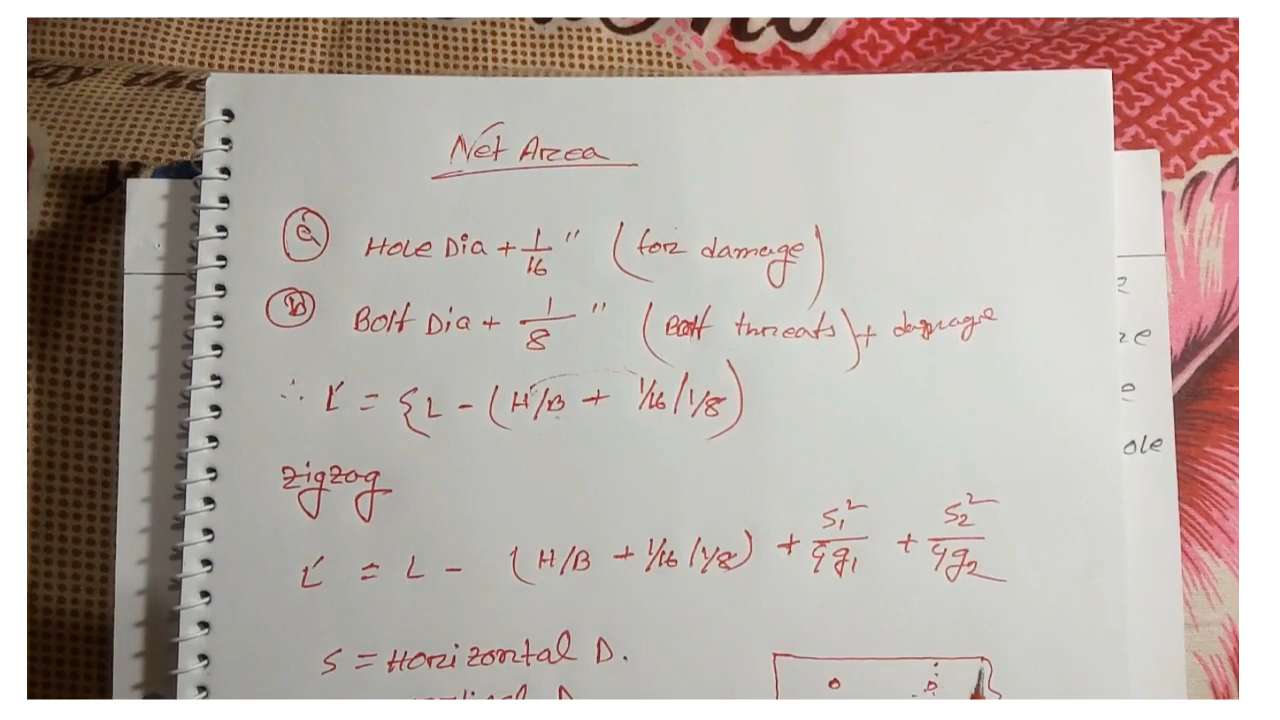 Net Area
(a) Hole Dia + 1/16" (for damage)
(b) Bolt Dia + 1/8" (Bolt threats) + damage
∴ L' = {L - (H/B + 1/16 / 1/8)
zigzag
L' = L - (H/B + 1/16 / 1/8) + S₁²/4g₁ + S₂²/4g₂
S = Horizontal D.
ole